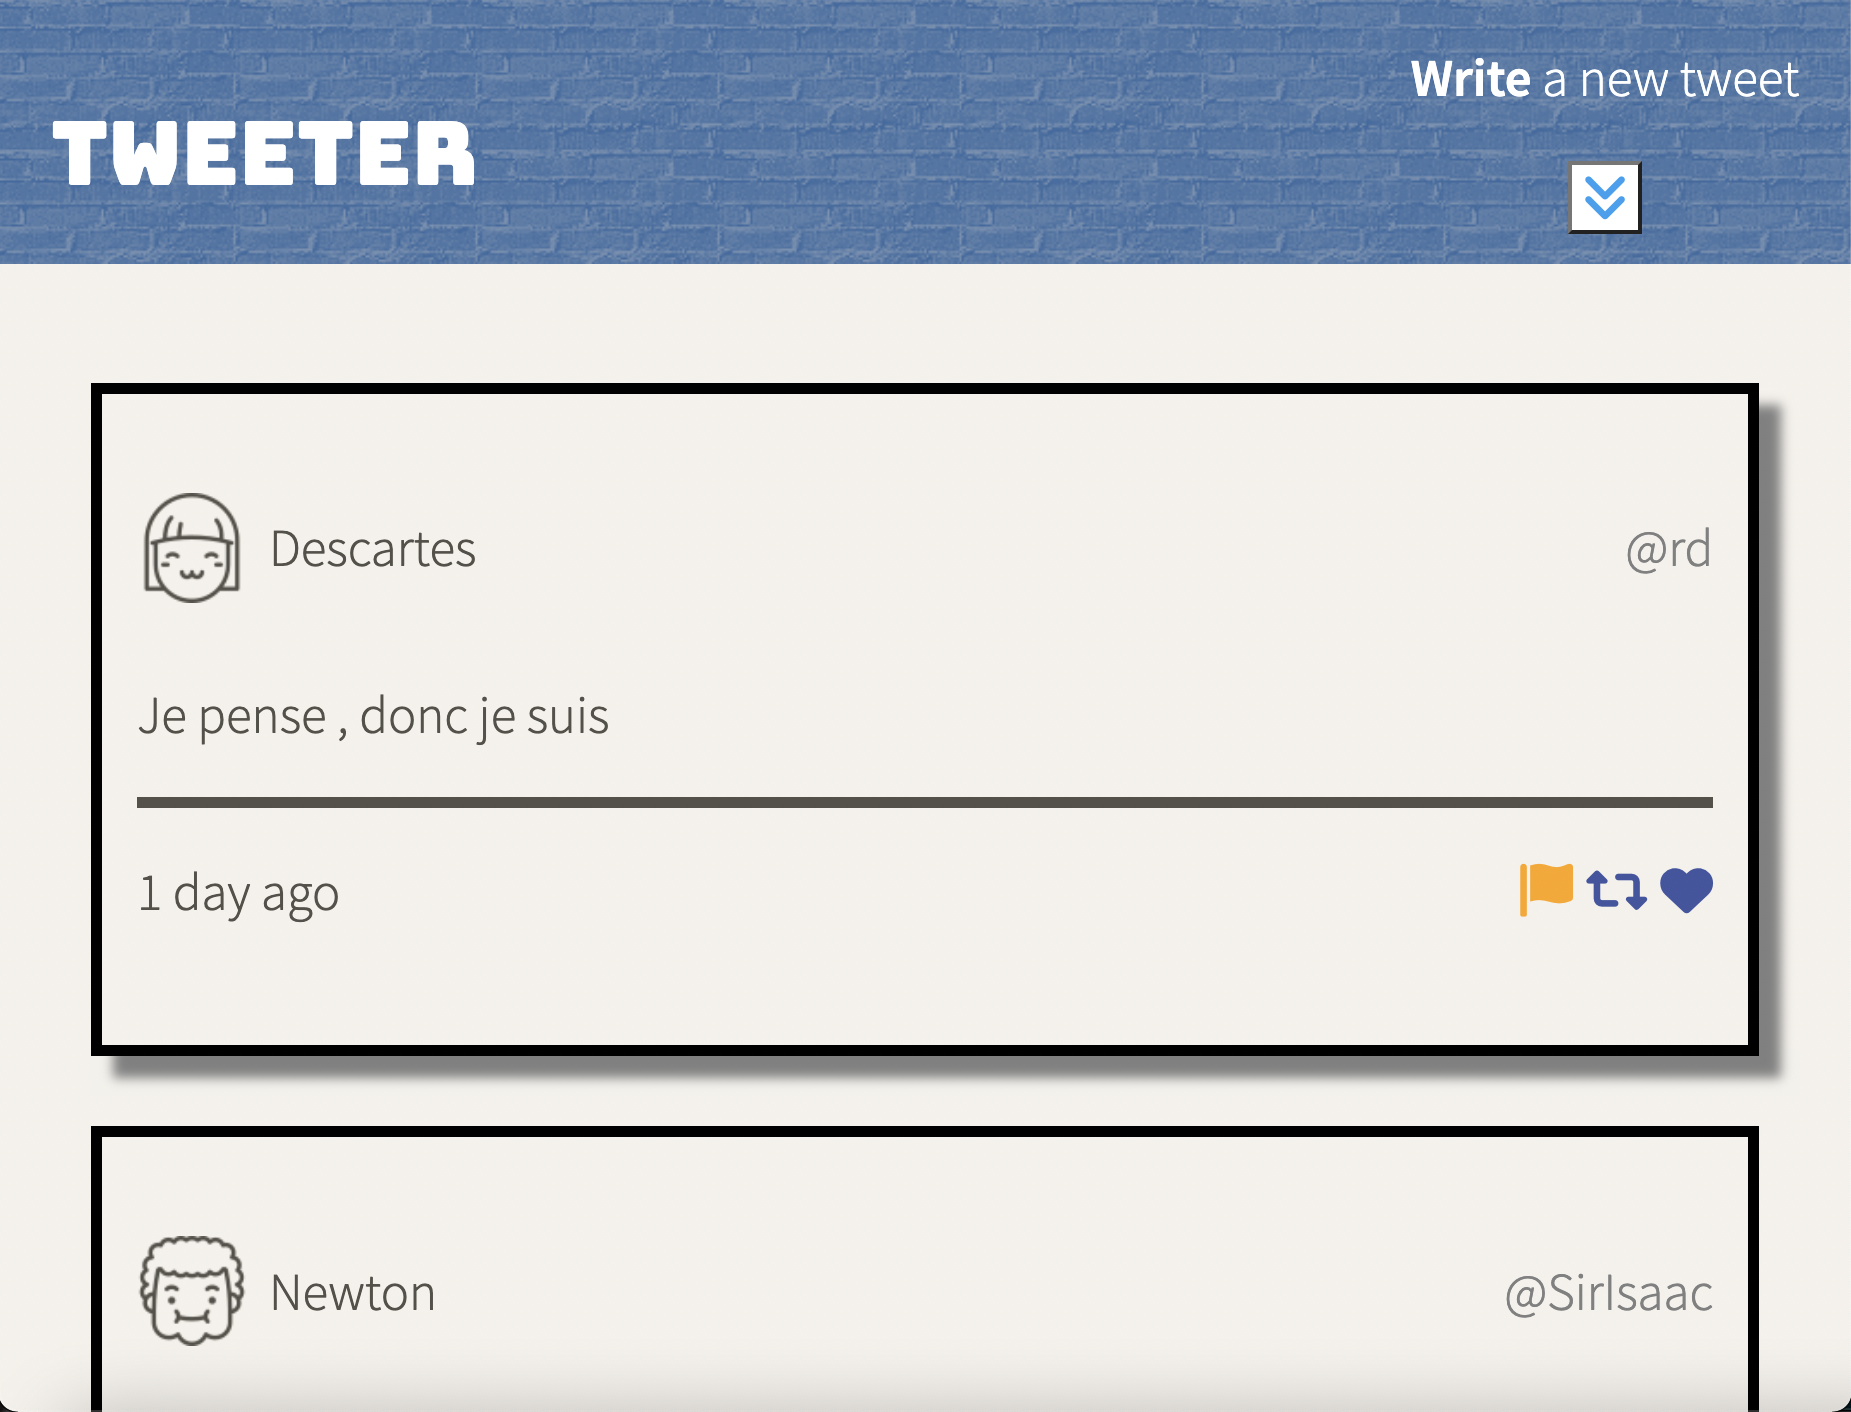 Write a new tweet
TWEETER
Descartes
@rd
Je pense , donc je suis
1 day ago
Newton
@SirIsaac